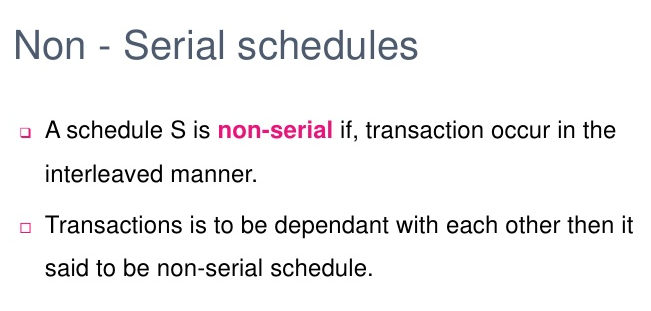 Non - Serial schedules
A schedule S is non-serial if, transaction occur in the
interleaved manner.
Transactions is to be dependant with each other then it
said to be non-serial schedule.